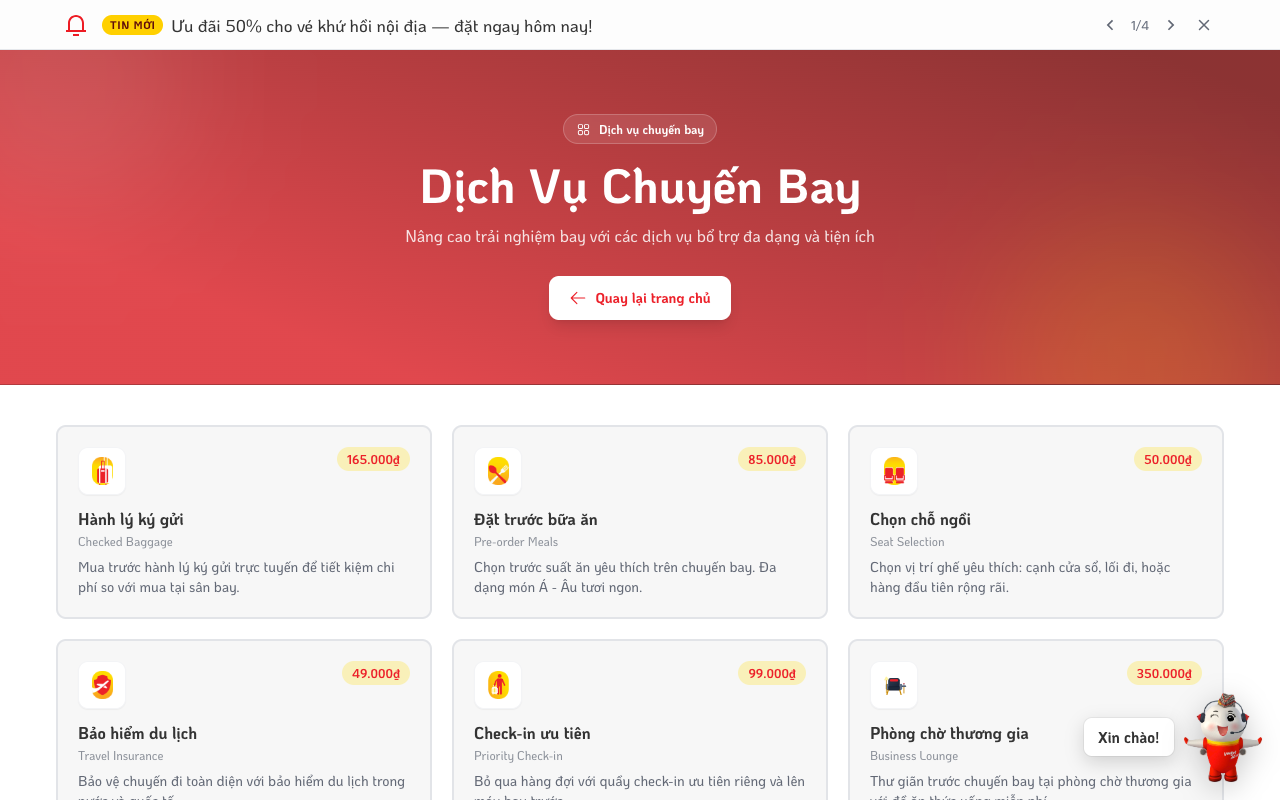 TIN MỚI Ưu đãi 50% cho vé khứ hồi nội địa — đặt ngay hôm nay! 1/4
Dịch vụ chuyến bay
Dịch Vụ Chuyến Bay
Nâng cao trải nghiệm bay với các dịch vụ bổ trợ đa dạng và tiện ích
Quay lại trang chủ
165.000₫
Hành lý ký gửi
Checked Baggage
Mua trước hành lý ký gửi trực tuyến để tiết kiệm chi
phí so với mua tại sân bay.
85.000₫
Đặt trước bữa ăn
Pre-order Meals
Chọn trước suất ăn yêu thích trên chuyến bay. Đa
dạng món Á - Âu tươi ngon.
50.000₫
Chọn chỗ ngồi
Seat Selection
Chọn vị trí ghế yêu thích: cạnh cửa sổ, lối đi, hoặc
hàng đầu tiên rộng rãi.
49.000₫
Bảo hiểm du lịch
Travel Insurance
Bảo vệ chuyến đi toàn diện với bảo hiểm du lịch trong
99.000₫
Check-in ưu tiên
Priority Check-in
Bỏ qua hàng đợi với quầy check-in ưu tiên riêng và lên
350.000₫
Phòng chờ thương gia
Business Lounge
Thư giãn trước chuyến bay tại phòng chờ thương gia
Xin chào!